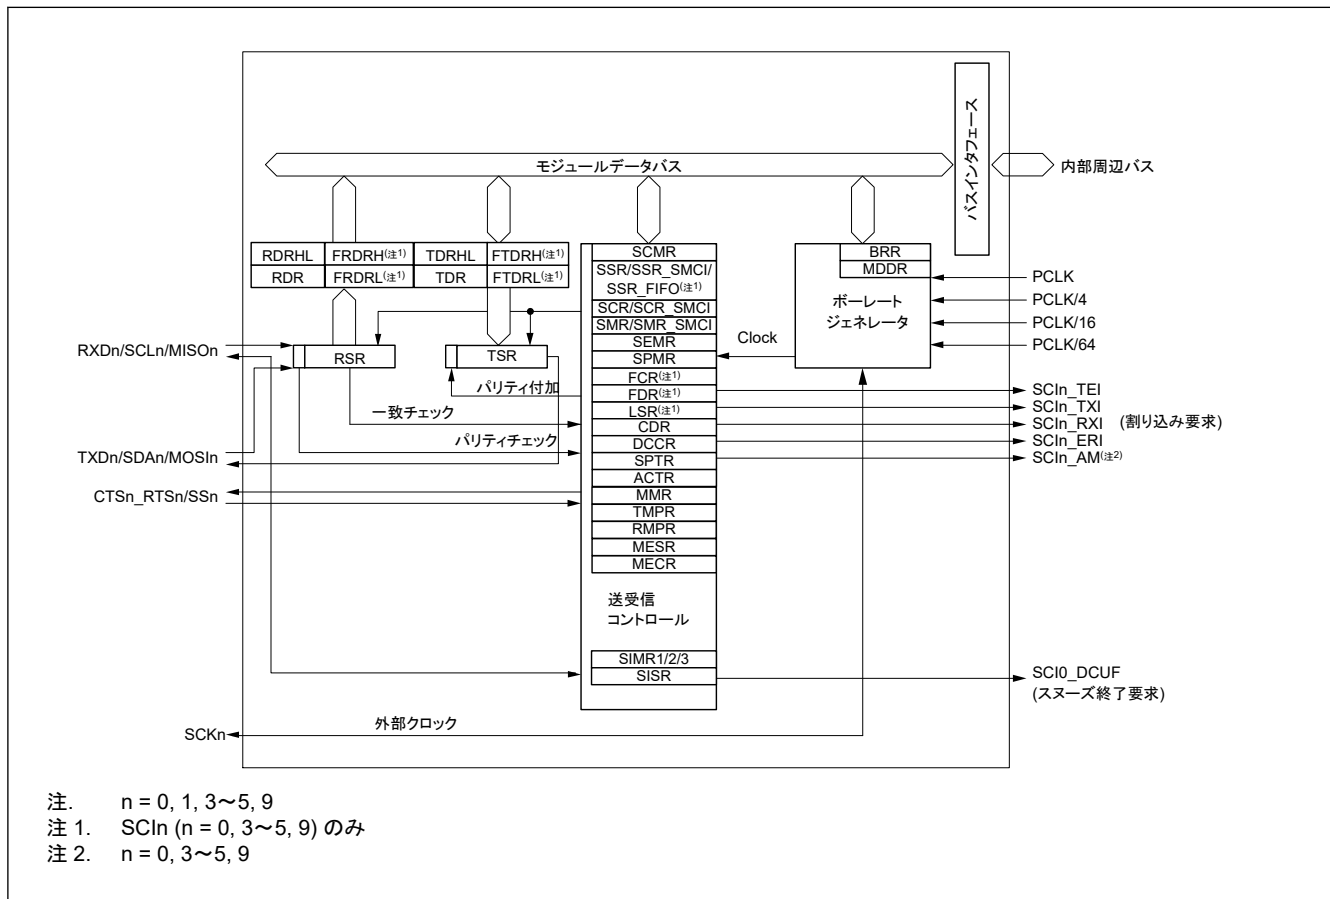 バスインタフェース
モジュールデータバス
内部周辺バス
RDRHL
FRDRH(注1)
TDRHL
FTDRH(注1)
RDR
FRDRL(注1)
TDR
FTDRL(注1)
SCMR
SSR/SSR_SMCI/
SSR_FIFO(注1)
SCR/SCR_SMCI
SMR/SMR_SMCI
SEMR
SPMR
FCR(注1)
FDR(注1)
LSR(注1)
CDR
DCCR
SPTR
ACTR
MMR
TMPR
RMPR
MESR
MECR
送受信
コントロール
SIMR1/2/3
SISR
BRR
MDDR
ボーレート
ジェネレータ
PCLK
PCLK/4
PCLK/16
PCLK/64
Clock
RXDn/SCLn/MISOn
RSR
TSR
パリティ付加
一致チェック
パリティチェック
TXDn/SDAn/MOSIn
CTSn_RTSn/SSn
SCIn_TEI
SCIn_TXI
SCIn_RXI (割り込み要求)
SCIn_ERI
SCIn_AM(注2)
SCI0_DCUF
(スヌーズ終了要求)
外部クロック
SCKn
注. n = 0, 1, 3~5, 9
注 1. SCIn (n = 0, 3~5, 9) のみ
注 2. n = 0, 3~5, 9